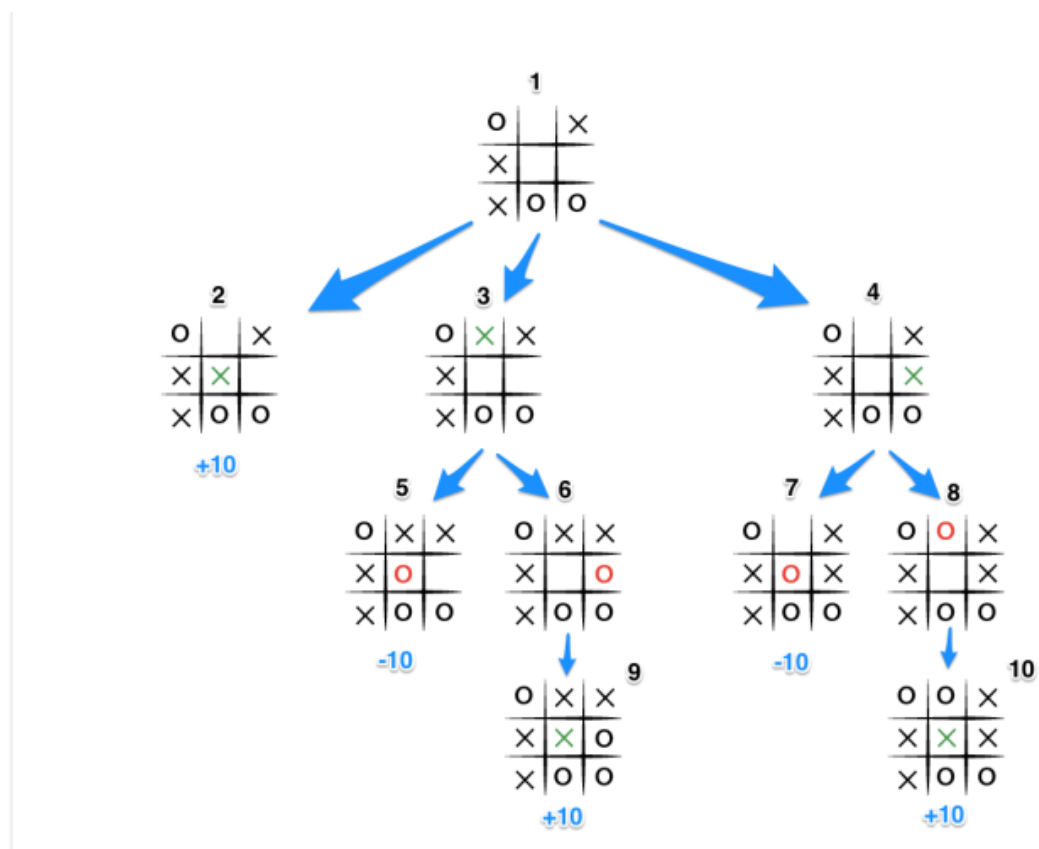 1
O ×
×
× O O
2 3 4
O × O × × O ×
× × × × ×
× O O × O O × O O
+10
5 6 7 8
O × × O × × O O O ×
× O × O × O × × ×
× O O × O O × O O × O O
-10 -10
9 10
O × × O O ×
× × O × × ×
× O O × O O
+10 +10